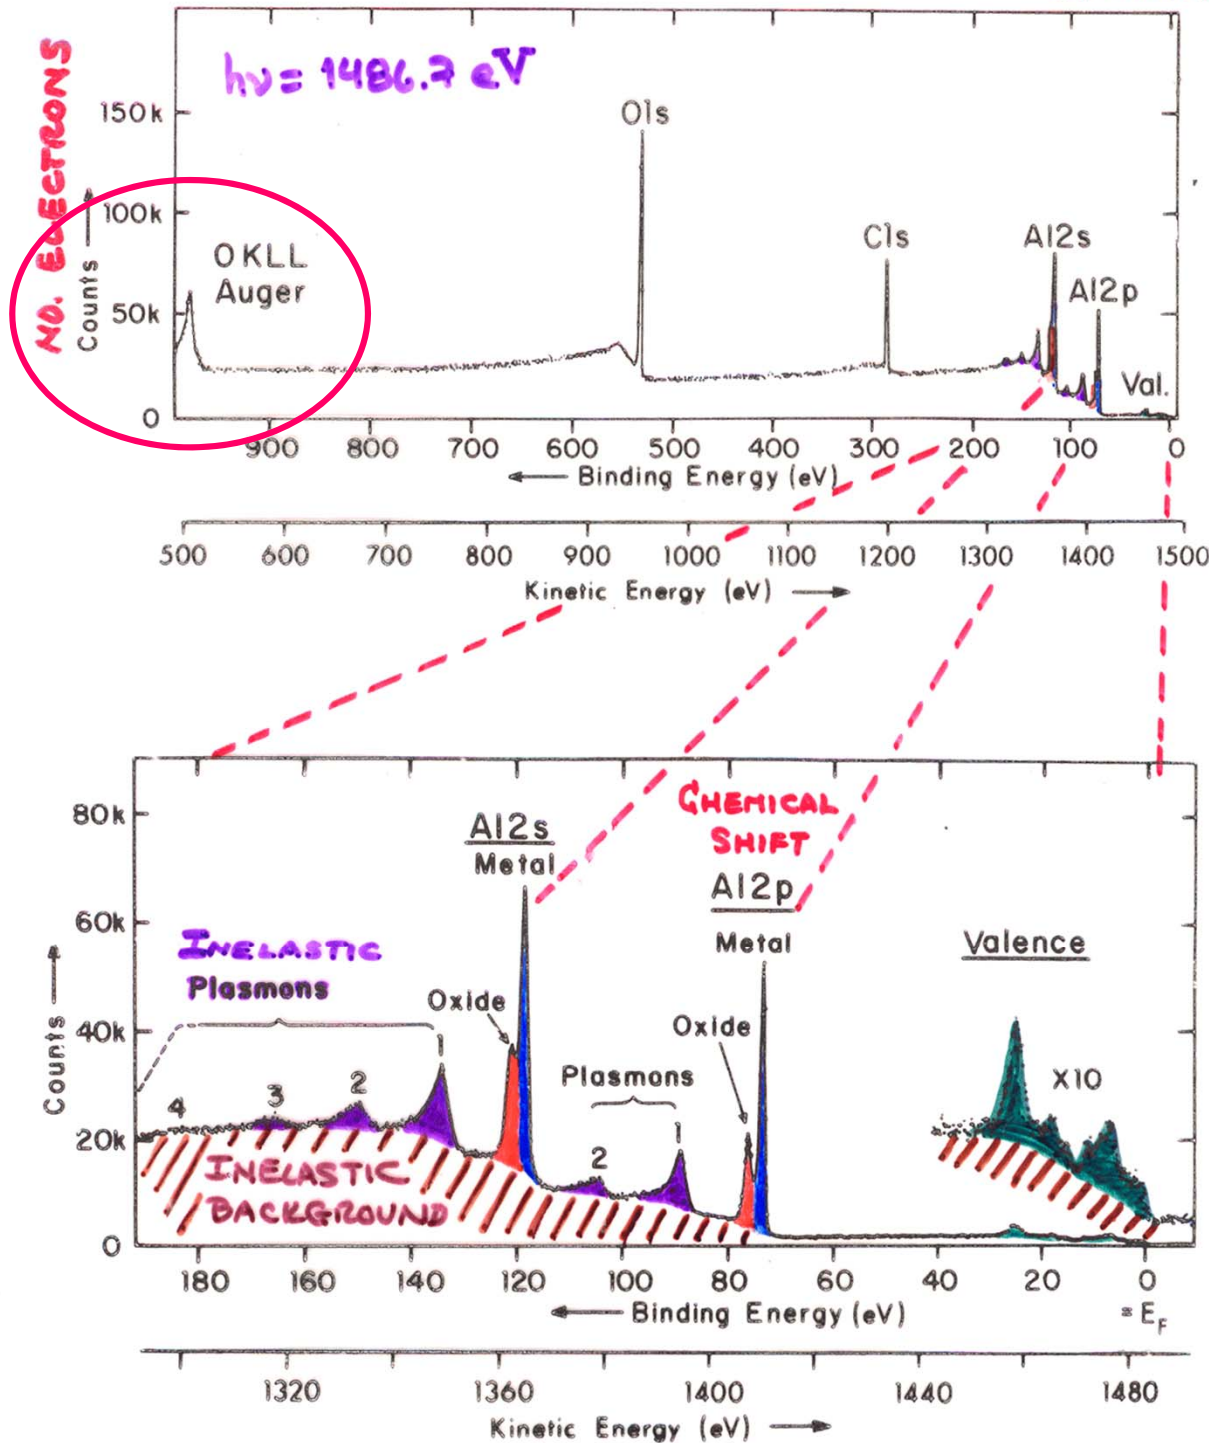 hν = 1486.7 eV
NO. ELECTRONS
Counts
150k
100k
50k
0
OKLL
Auger
O1s
C1s
Al2s
Al2p
Val.
900 800 700 600 500 400 300 200 100 0
Binding Energy (eV)
500 600 700 800 900 1000 1100 1200 1300 1400 1500
Kinetic Energy (eV)
CHEMICAL
SHIFT
80k
60k
40k
20k
0
Counts
Al2s
Metal
Al2p
Metal
Valence
INELASTIC
Plasmons
Oxide
Oxide
Plasmons
X10
4 3 2 1
2 1
INELASTIC
BACKGROUND
180 160 140 120 100 80 60 40 20 0
Binding Energy (eV)
= EF
1320 1360 1400 1440 1480
Kinetic Energy (eV)